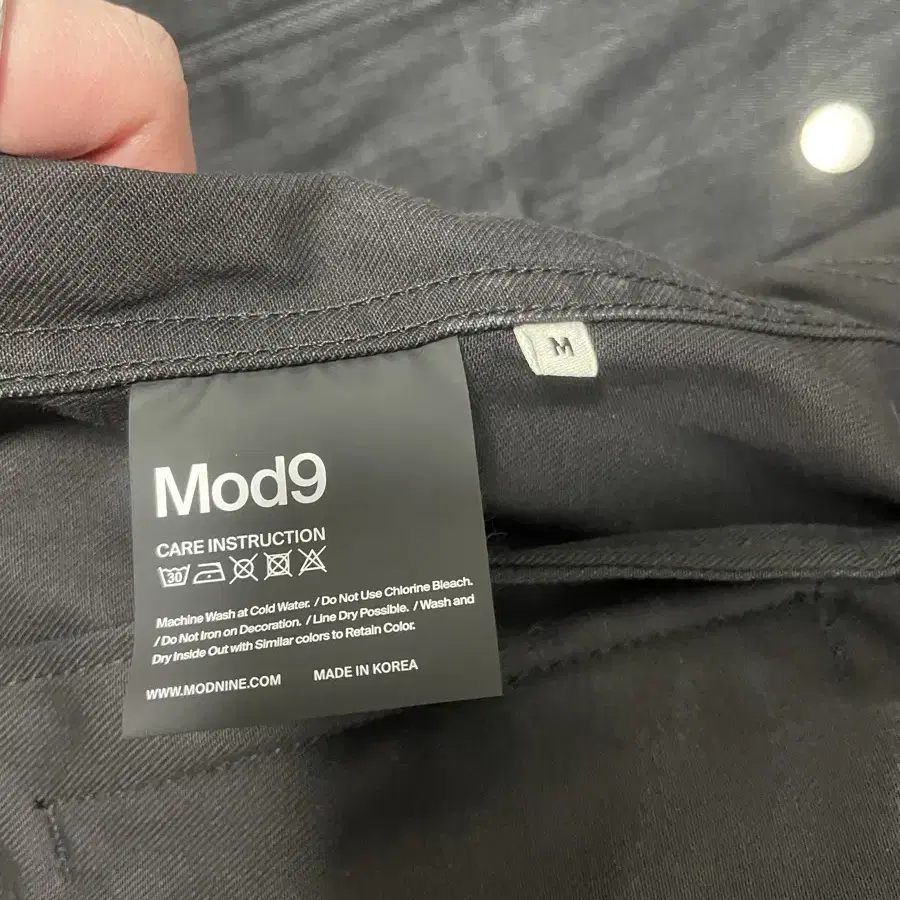 M
Mod9
CARE INSTRUCTION
30
Machine Wash at Cold Water. / Do Not Use Chlorine Bleach.
/ Do Not Iron on Decoration. / Line Dry Possible. / Wash and
Dry Inside Out with Similar colors to Retain Color.
WWW.MODNINE.COM MADE IN KOREA